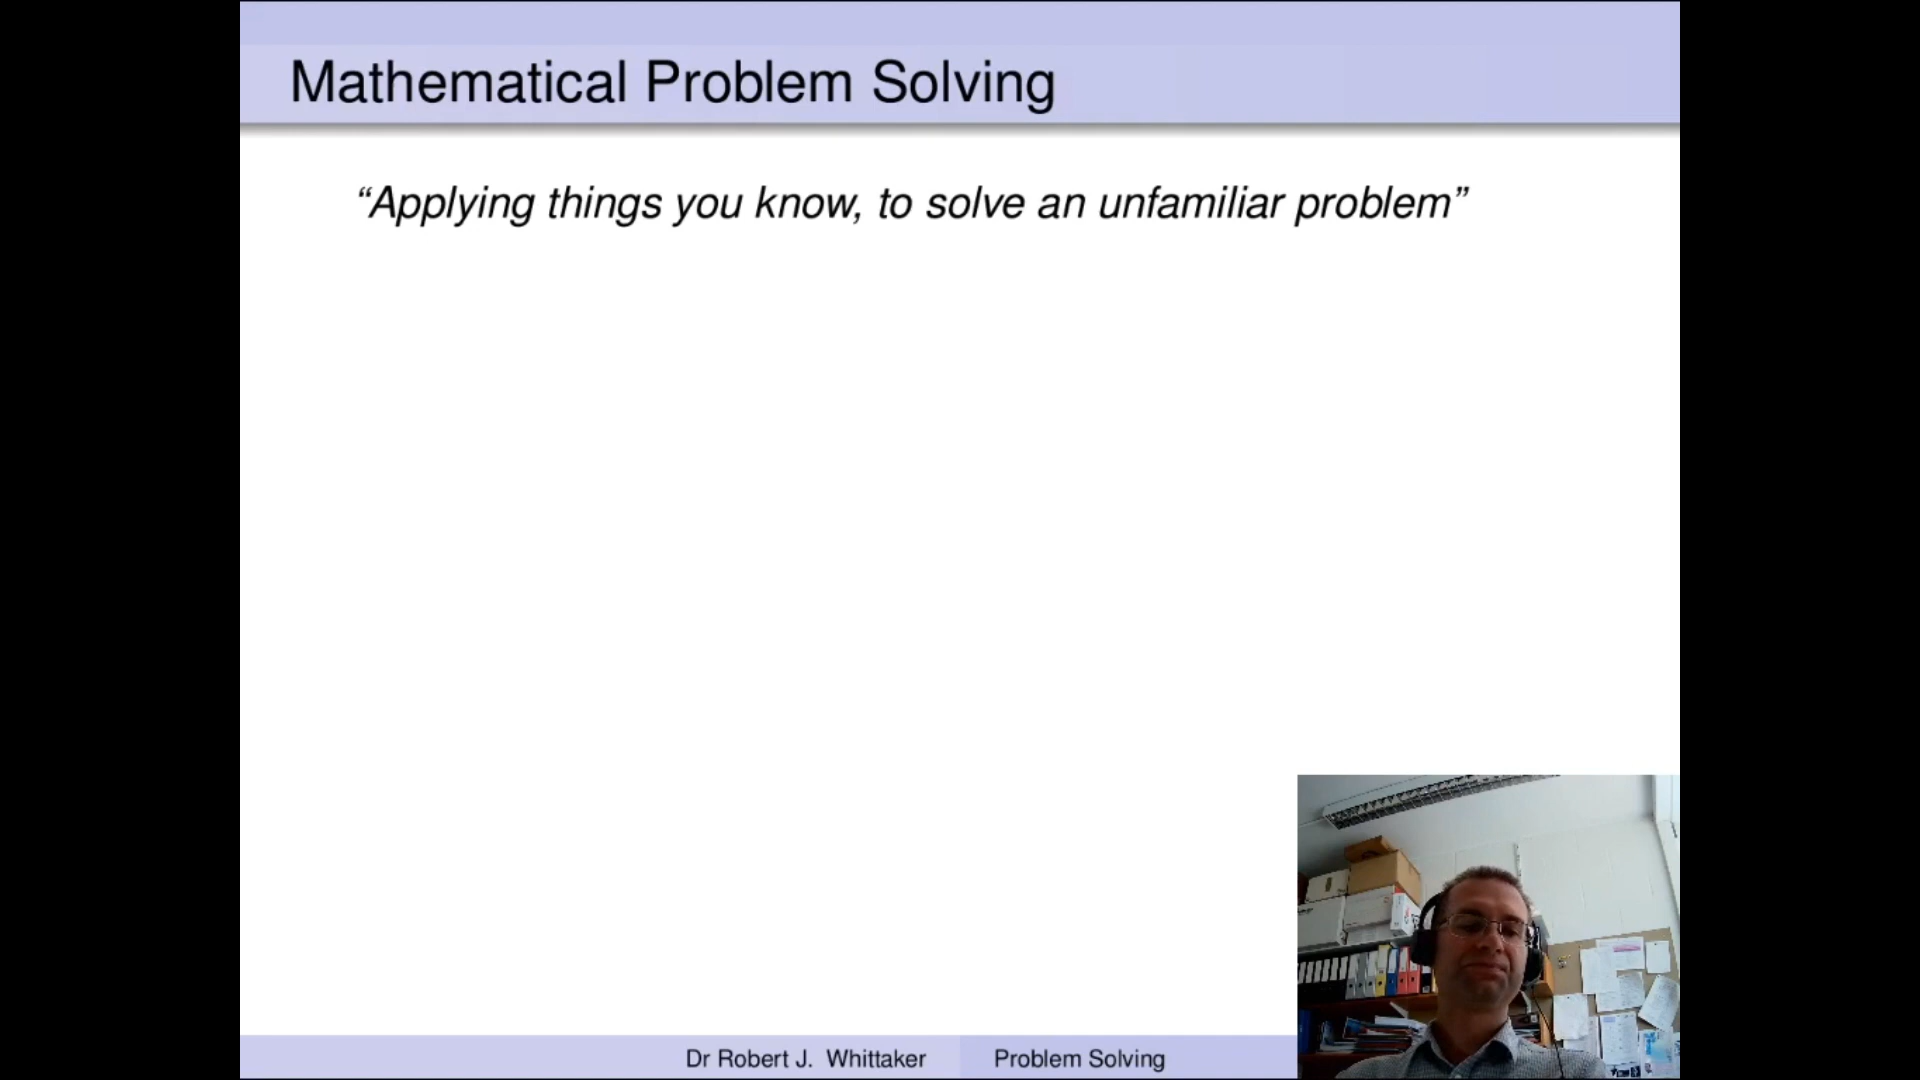 Mathematical Problem Solving
“Applying things you know, to solve an unfamiliar problem”
Dr Robert J. Whittaker
Problem Solving